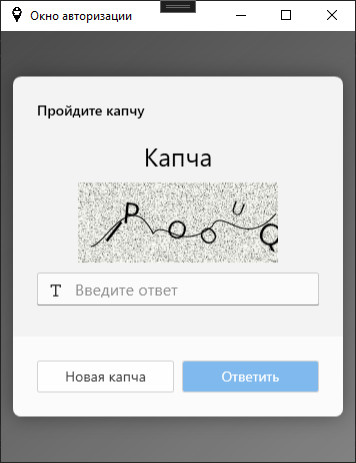 Окно авторизации
Пройдите капчу
Капча
Введите ответ
Новая капча
Ответить